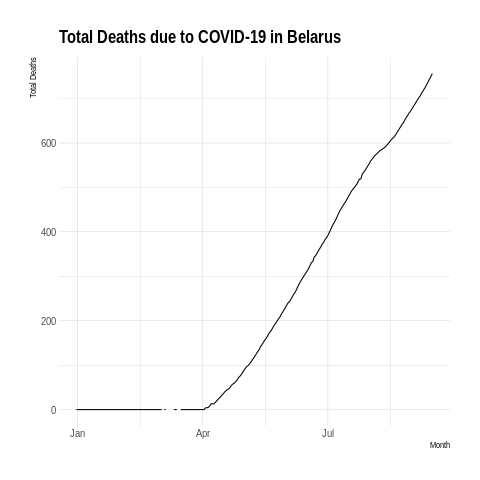 Total Deaths due to COVID-19 in Belarus
Total Deaths
600
400
200
0
Jan Apr Jul
Month